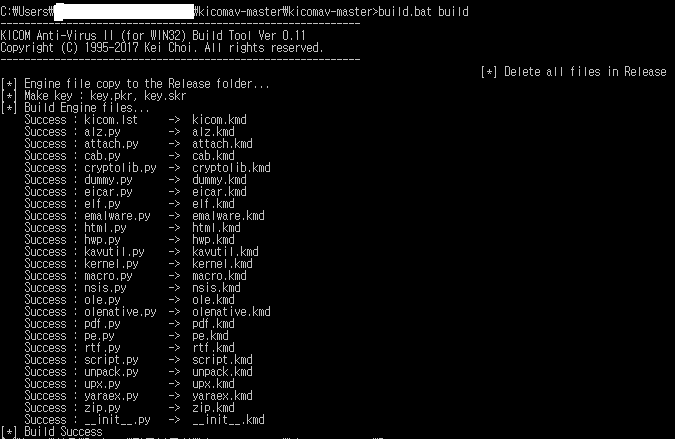 C:₩Users₩ ₩kicomav-master₩kicomav-master>build.bat build
------------------------------------------------------------
KICOM Anti-Virus II (for WIN32) Build Tool Ver 0.11
Copyright (C) 1995-2017 Kei Choi. All rights reserved.
------------------------------------------------------------
[*] Delete all files in Release
[*] Engine file copy to the Release folder...
[*] Make key : key.pkr, key.skr
[*] Build Engine files...
Success : kicom.lst -> kicom.kmd
Success : alz.py -> alz.kmd
Success : attach.py -> attach.kmd
Success : cab.py -> cab.kmd
Success : cryptolib.py -> cryptolib.kmd
Success : dummy.py -> dummy.kmd
Success : eicar.py -> eicar.kmd
Success : elf.py -> elf.kmd
Success : emalware.py -> emalware.kmd
Success : html.py -> html.kmd
Success : hwp.py -> hwp.kmd
Success : kavutil.py -> kavutil.kmd
Success : kernel.py -> kernel.kmd
Success : macro.py -> macro.kmd
Success : nsis.py -> nsis.kmd
Success : ole.py -> ole.kmd
Success : olenative.py -> olenative.kmd
Success : pdf.py -> pdf.kmd
Success : pe.py -> pe.kmd
Success : rtf.py -> rtf.kmd
Success : script.py -> script.kmd
Success : unpack.py -> unpack.kmd
Success : upx.py -> upx.kmd
Success : yaraex.py -> yaraex.kmd
Success : zip.py -> zip.kmd
Success : __init__.py -> __init__.kmd
[*] Build Success